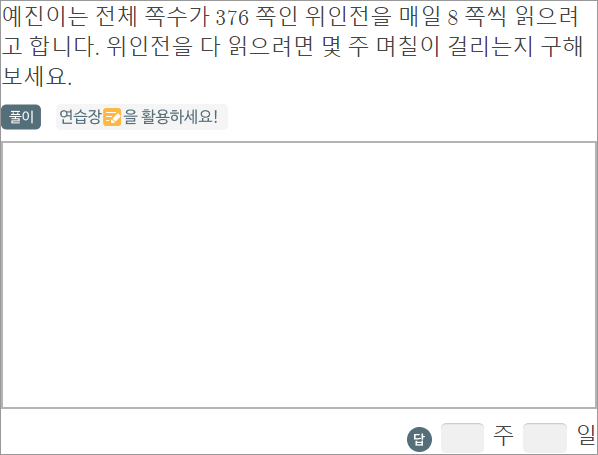 예진이는 전체 쪽수가 376 쪽인 위인전을 매일 8 쪽씩 읽으려
고 합니다. 위인전을 다 읽으려면 몇 주 며칠이 걸리는지 구해
보세요.
풀이 연습장을 활용하세요!
답 주 일